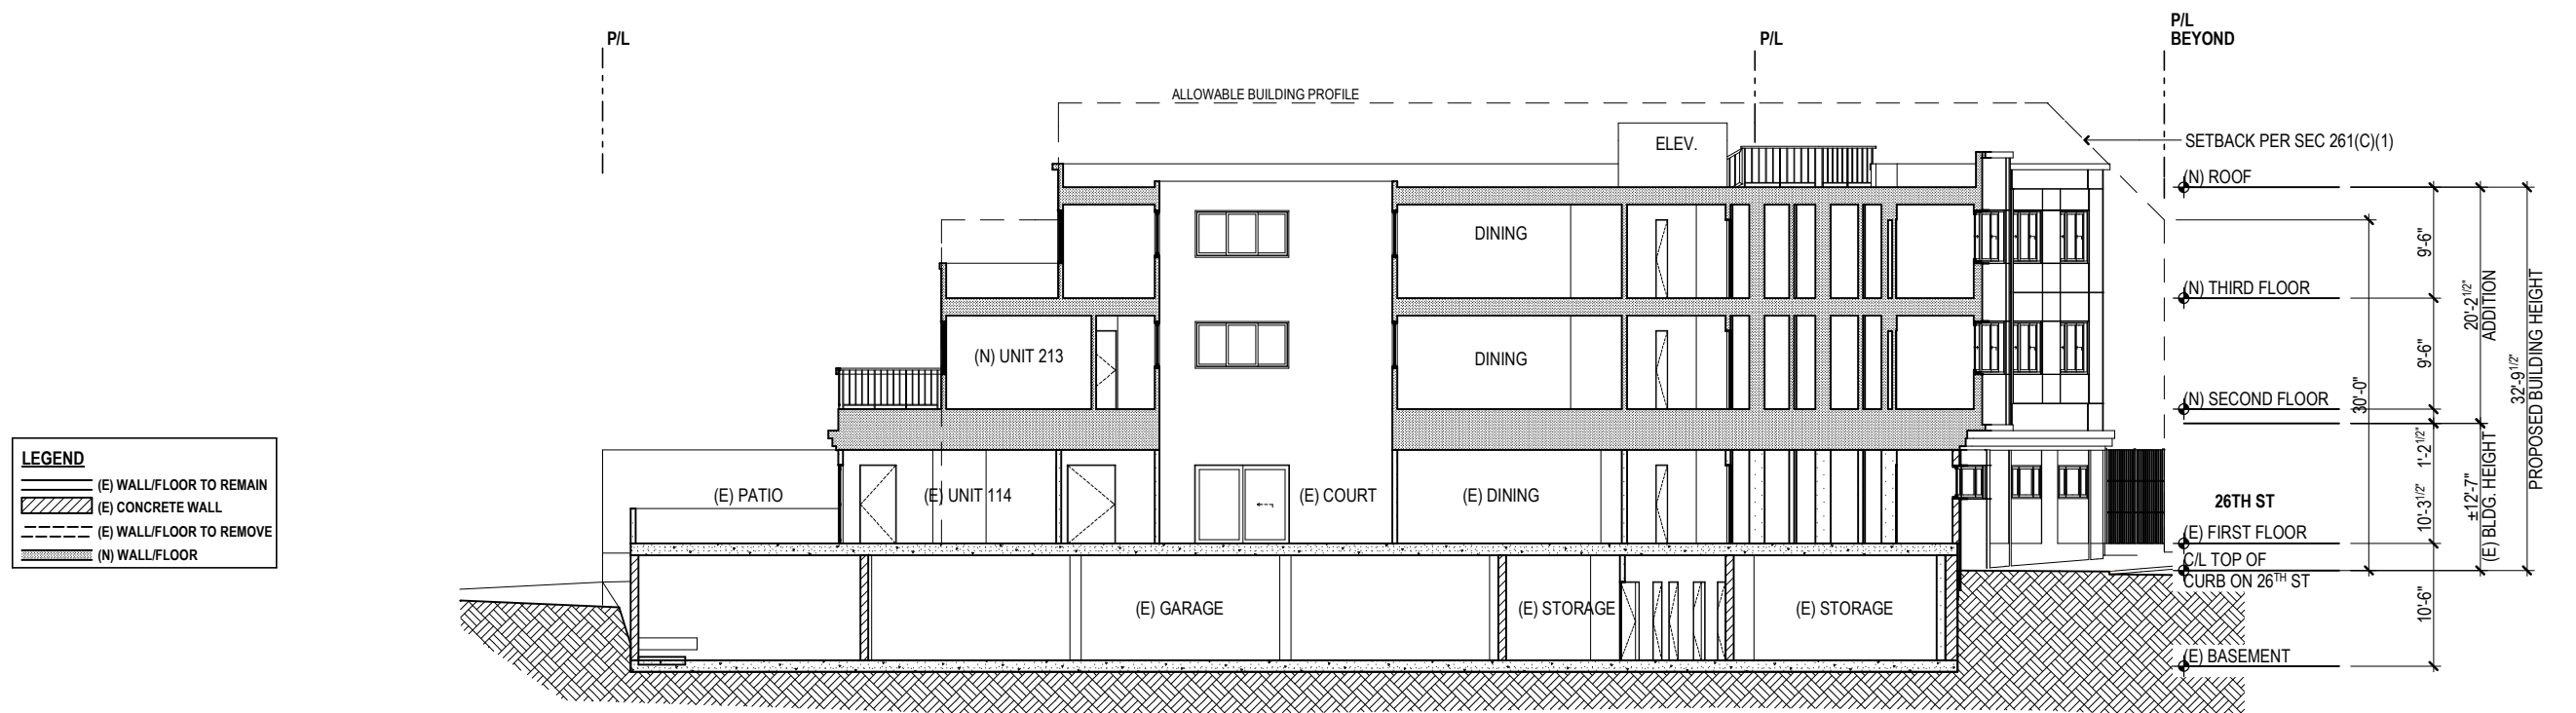 P/L
P/L
P/L
BEYOND
ALLOWABLE BUILDING PROFILE
ELEV.
SETBACK PER SEC 261(C)(1)
(N) ROOF
DINING
9'-6"
(N) THIRD FLOOR
20'-2 1/2"
ADDITION
32'-9 1/2"
PROPOSED BUILDING HEIGHT
(N) UNIT 213
DINING
9'-6"
30'-0"
(N) SECOND FLOOR
LEGEND
(E) WALL/FLOOR TO REMAIN
(E) CONCRETE WALL
(E) WALL/FLOOR TO REMOVE
(N) WALL/FLOOR
(E) PATIO
(E) UNIT 114
(E) COURT
(E) DINING
1'-2 1/2"
10'-3 1/2"
±12'-7"
(E) BLDG. HEIGHT
26TH ST
(E) FIRST FLOOR
C/L TOP OF
CURB ON 26TH ST
(E) GARAGE
(E) STORAGE
(E) STORAGE
10'-6"
(E) BASEMENT